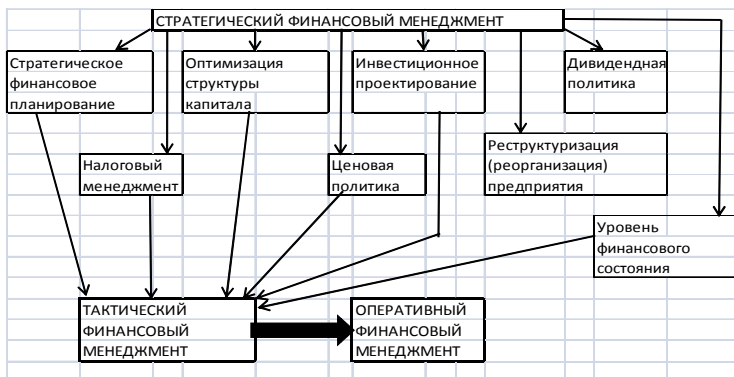 СТРАТЕГИЧЕСКИЙ ФИНАНСОВЫЙ МЕНЕДЖМЕНТ
Стратегическое
финансовое
планирование
Оптимизация
структуры
капитала
Инвестиционное
проектирование
Дивидендная
политика
Налоговый
менеджмент
Ценовая
политика
Реструктуризация
(реорганизация)
предприятия
Уровень
финансового
состояния
ТАКТИЧЕСКИЙ
ФИНАНСОВЫЙ
МЕНЕДЖМЕНТ
ОПЕРАТИВНЫЙ
ФИНАНСОВЫЙ
МЕНЕДЖМЕНТ